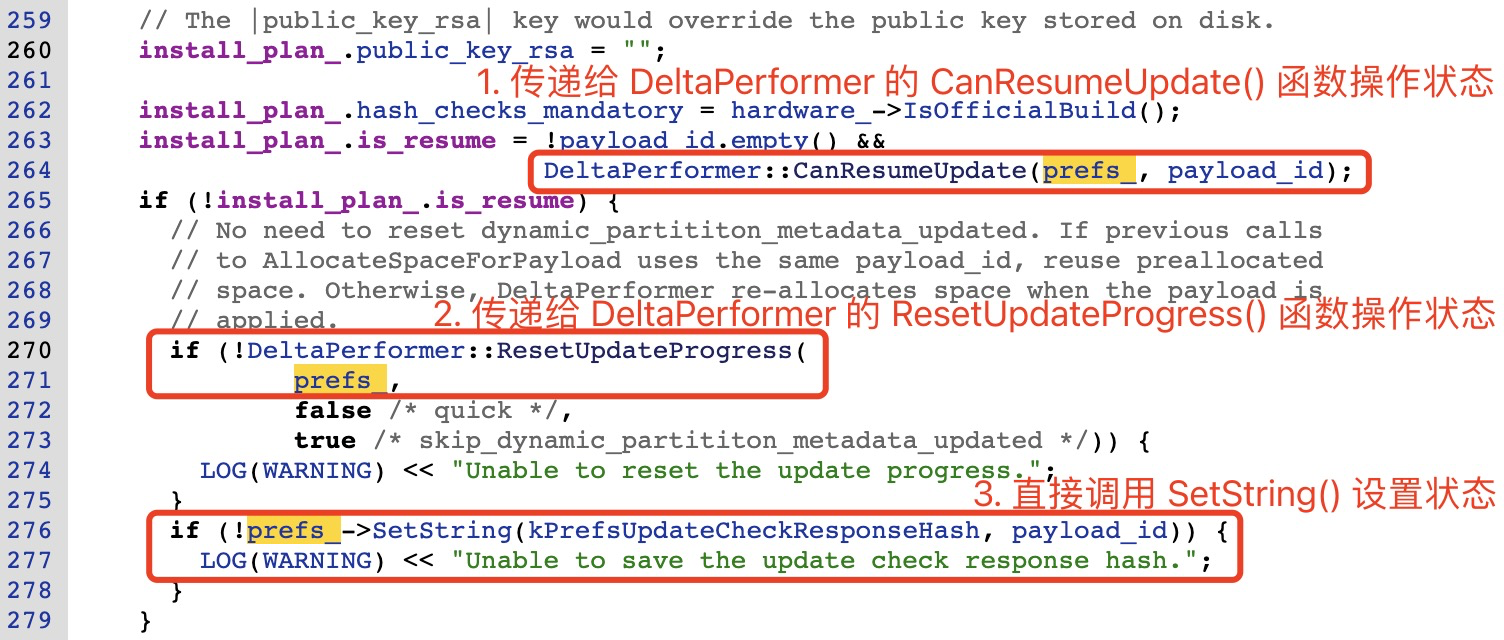 259 // The |public_key_rsa| key would override the public key stored on disk.
260 install_plan_.public_key_rsa = "";
261
1. 传递给 DeltaPerformer 的 CanResumeUpdate() 函数操作状态
262 install_plan_.hash_checks_mandatory = hardware_->IsOfficialBuild();
263 install_plan_.is_resume = !payload_id.empty() &&
264 DeltaPerformer::CanResumeUpdate(prefs_, payload_id);
265 if (!install_plan_.is_resume) {
266 // No need to reset dynamic_partititon_metadata_updated. If previous calls
267 // to AllocateSpaceForPayload uses the same payload_id, reuse preallocated
268 // space. Otherwise, DeltaPerformer re-allocates space when the payload is
269 // applied.
2. 传递给 DeltaPerformer 的 ResetUpdateProgress() 函数操作状态
270 if (!DeltaPerformer::ResetUpdateProgress(
271 prefs_,
272 false /* quick */,
273 true /* skip_dynamic_partititon_metadata_updated */)) {
274 LOG(WARNING) << "Unable to reset the update progress.";
275 }
3. 直接调用 SetString() 设置状态
276 if (!prefs_->SetString(kPrefsUpdateCheckResponseHash, payload_id)) {
277 LOG(WARNING) << "Unable to save the update check response hash.";
278 }
279 }